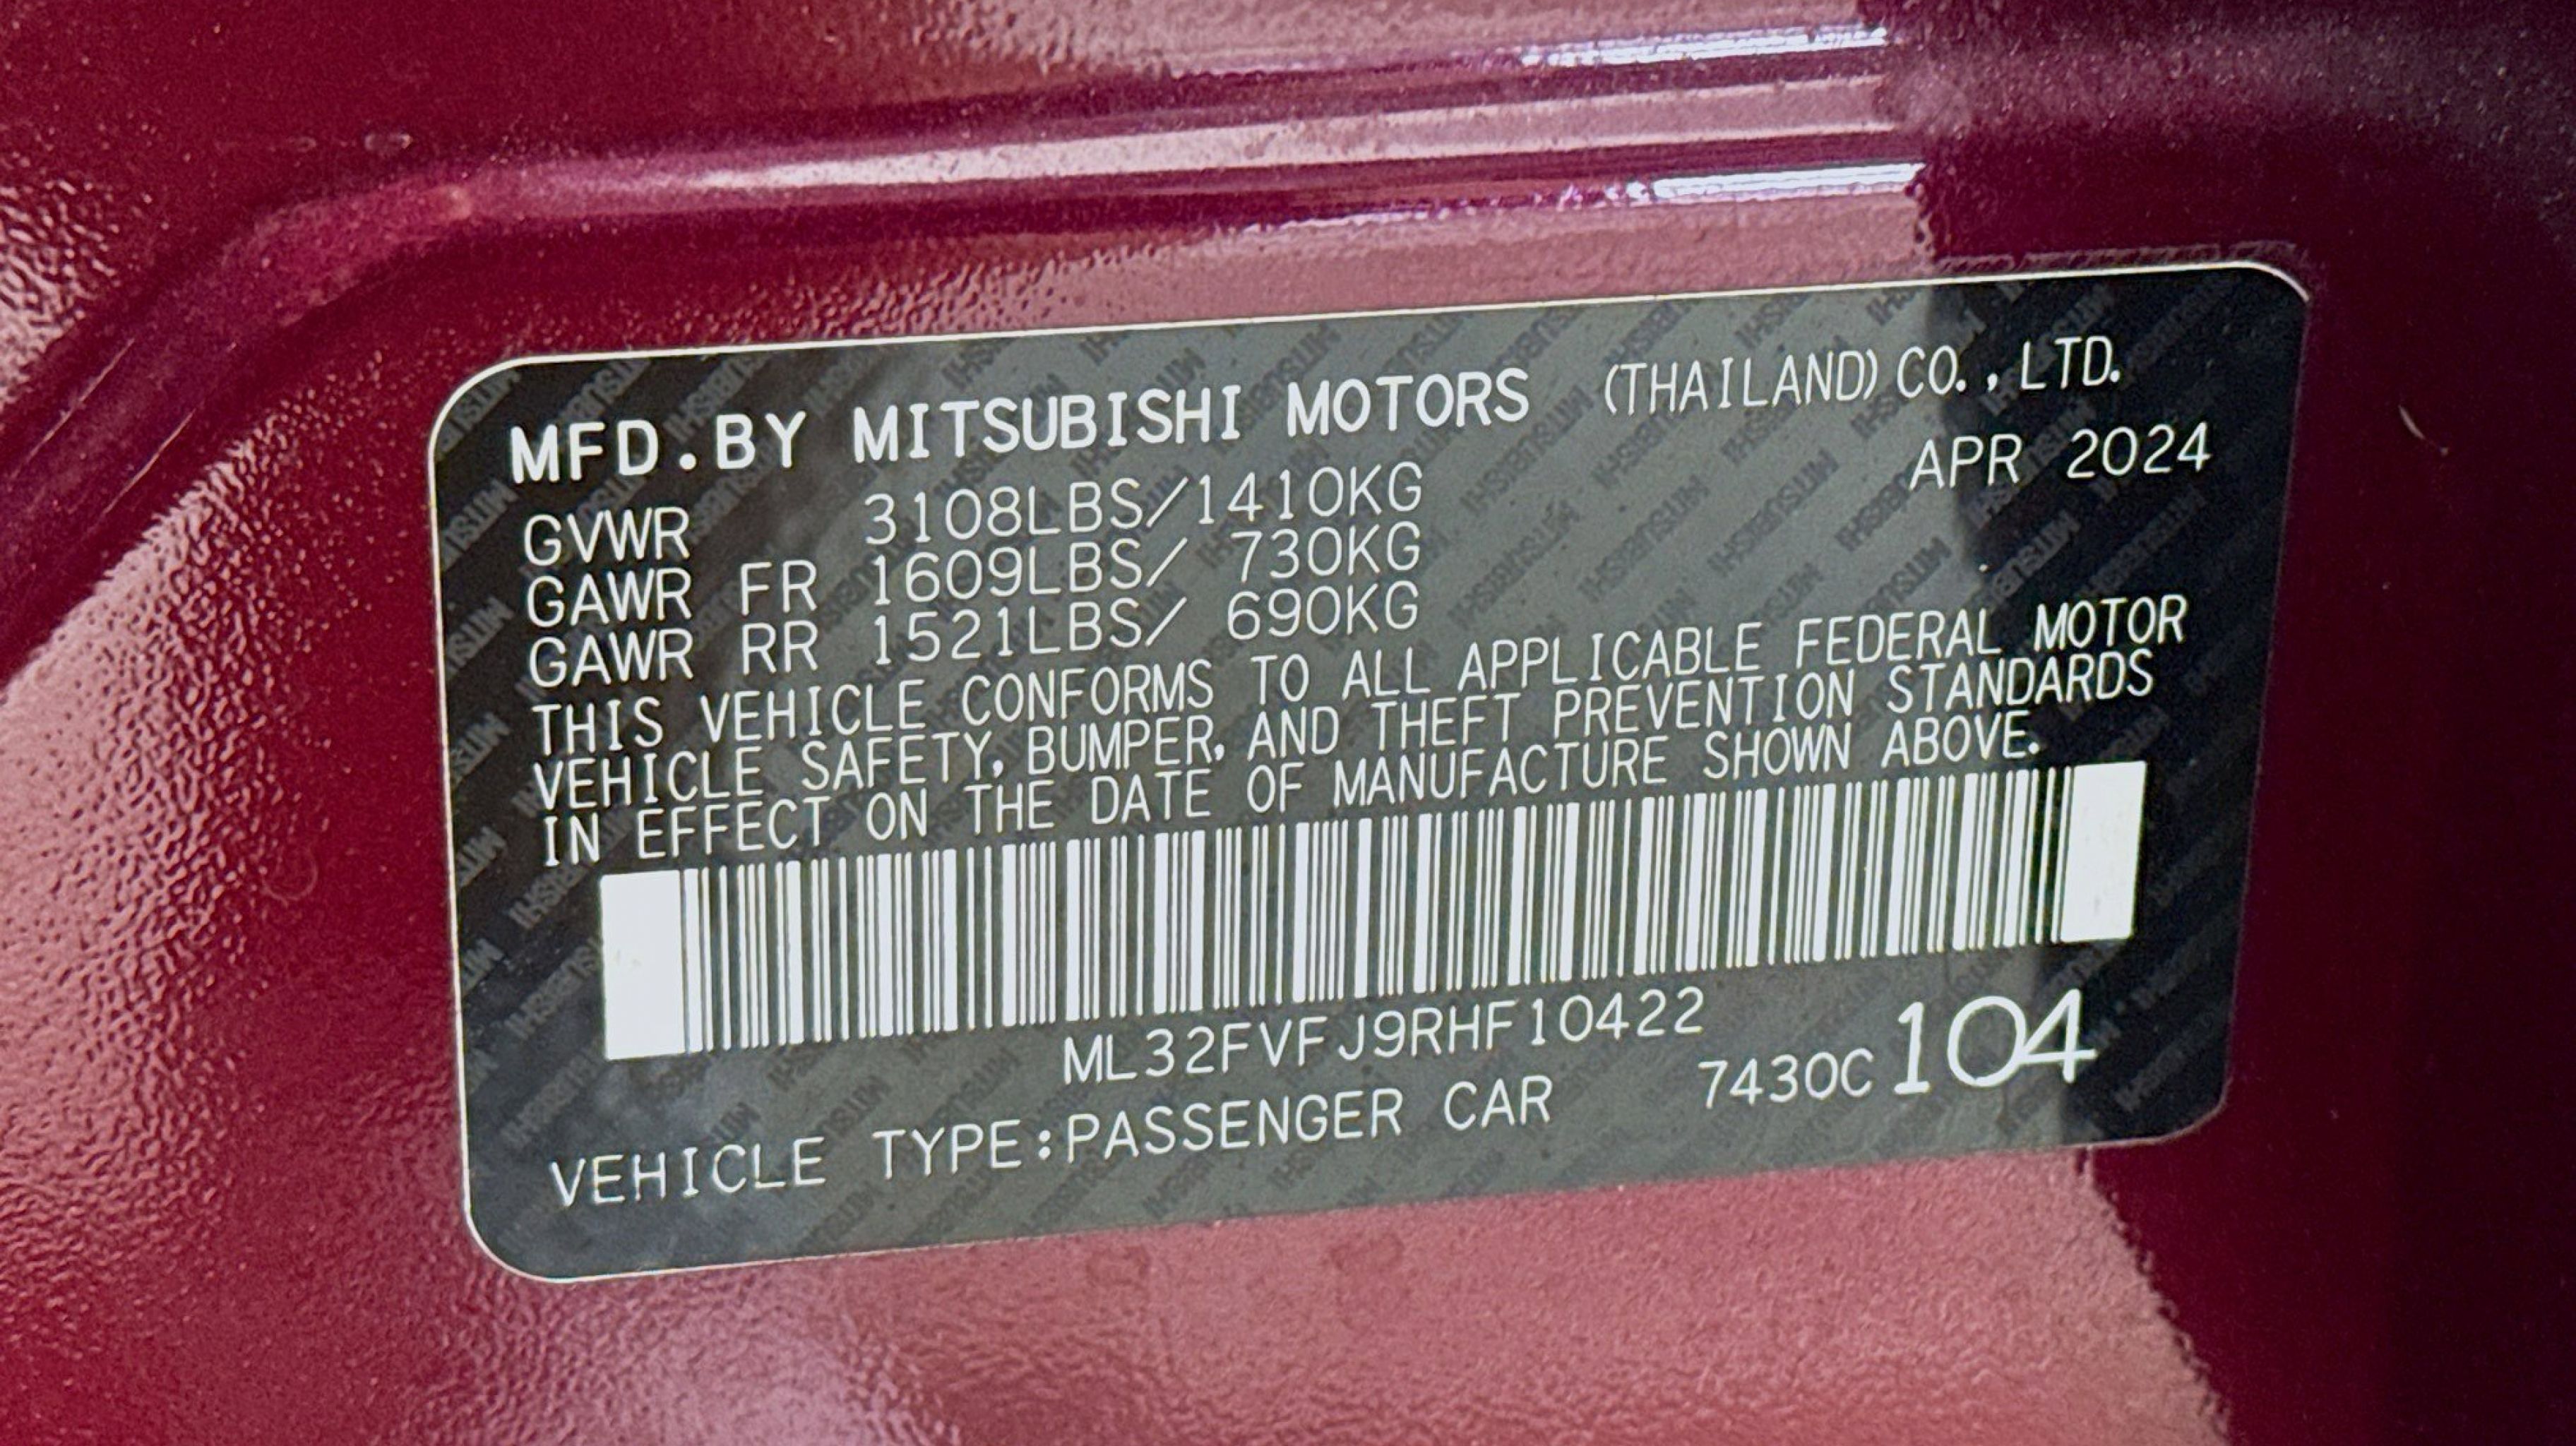 MFD.BY MITSUBISHI MOTORS (THAILAND) CO., LTD.
APR 2024
GVWR 3108LBS/1410KG
GAWR FR 1609LBS/ 730KG
GAWR RR 1521LBS/ 690KG
THIS VEHICLE CONFORMS TO ALL APPLICABLE FEDERAL MOTOR
VEHICLE SAFETY, BUMPER, AND THEFT PREVENTION STANDARDS
IN EFFECT ON THE DATE OF MANUFACTURE SHOWN ABOVE.
ML32FVFJ9RHF10422
7430C 104
VEHICLE TYPE:PASSENGER CAR